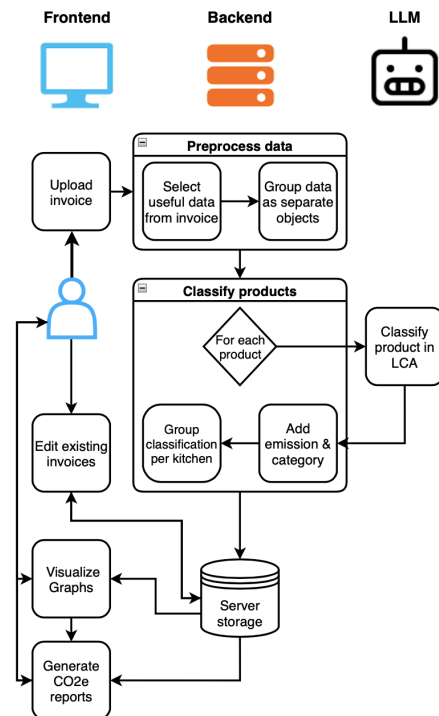 Frontend
Backend
LLM
Preprocess data
Upload
invoice
Select
useful data
from invoice
Group data
as separate
objects
Classify products
For each
product
Classify
product in
LCA
Edit existing
invoices
Group
classification
per kitchen
Add
emission &
category
Visualize
Graphs
Server
storage
Generate
CO2e
reports